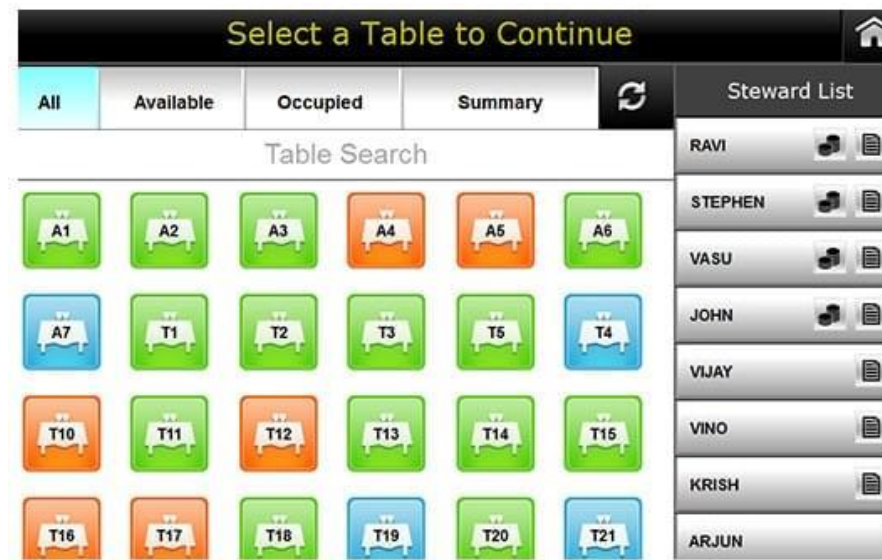 Select a Table to Continue
All Available Occupied Summary
Table Search
A1 A2 A3 A4 A5 A6
A7 T1 T2 T3 T5 T4
T10 T11 T12 T13 T14 T15
T16 T17 T18 T19 T20 T21
Steward List
RAVI
STEPHEN
VASU
JOHN
VIJAY
VINO
KRISH
ARJUN